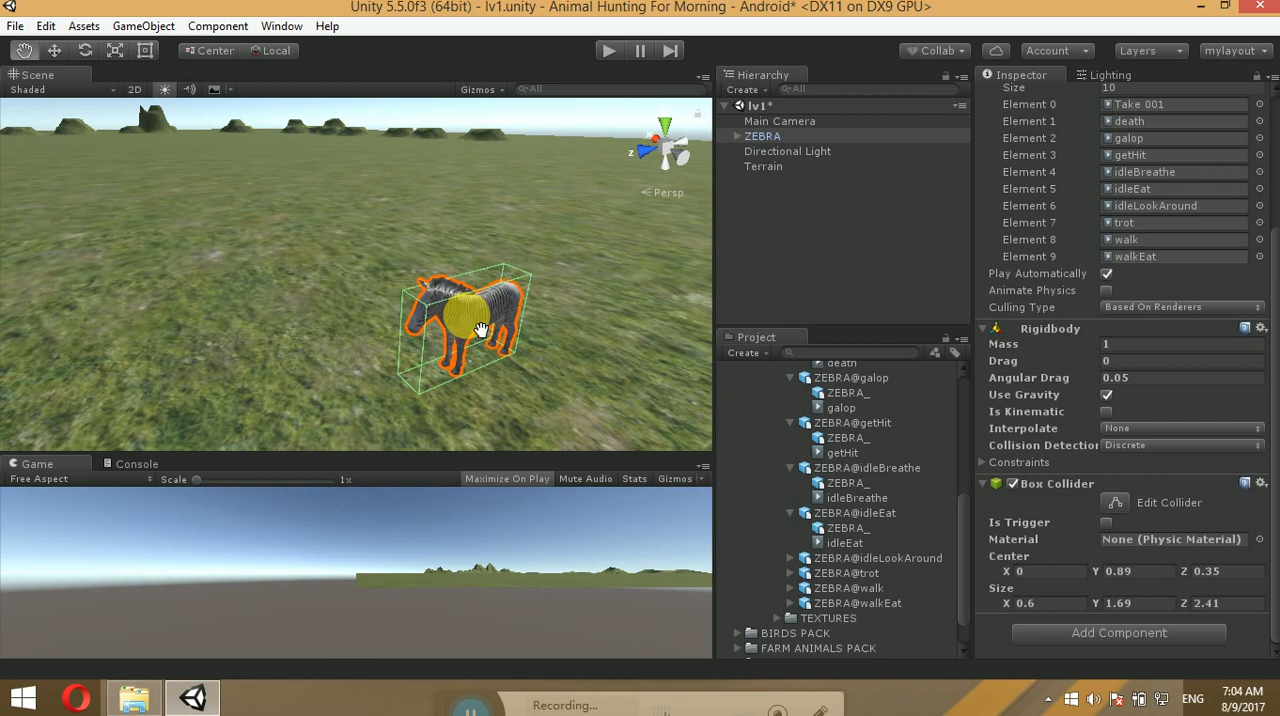 Unity 5.5.0f3 (64bit) - lv1.unity - Animal Hunting For Morning - Android* <DX11 on DX9 GPU>
File Edit Assets GameObject Component Window Help
Center Local Collab Account Layers mylayout
Scene
Shaded 2D Gizmos All
z
Persp
Hierarchy
Create All
lv1*
Main Camera
ZEBRA
Directional Light
Terrain
Project
Create
death
ZEBRA@galop
ZEBRA_
galop
ZEBRA@getHit
ZEBRA_
getHit
ZEBRA@idleBreathe
ZEBRA_
idleBreathe
ZEBRA@idleEat
ZEBRA_
idleEat
ZEBRA@idleLookAround
ZEBRA@trot
ZEBRA@walk
ZEBRA@walkEat
TEXTURES
BIRDS PACK
FARM ANIMALS PACK
Inspector Lighting
Size 10
Element 0 Take 001
Element 1 death
Element 2 galop
Element 3 getHit
Element 4 idleBreathe
Element 5 idleEat
Element 6 idleLookAround
Element 7 trot
Element 8 walk
Element 9 walkEat
Play Automatically
Animate Physics
Culling Type Based On Renderers
Rigidbody
Mass 1
Drag 0
Angular Drag 0.05
Use Gravity
Is Kinematic
Interpolate None
Collision Detection Discrete
Constraints
Box Collider
Edit Collider
Is Trigger
Material None (Physic Material)
Center
X 0 Y 0.89 Z 0.35
Size
X 0.6 Y 1.69 Z 2.41
Add Component
Game Console
Free Aspect Scale 1x Maximize On Play Mute Audio Stats Gizmos
Recording...
ENG
7:04 AM
8/9/2017